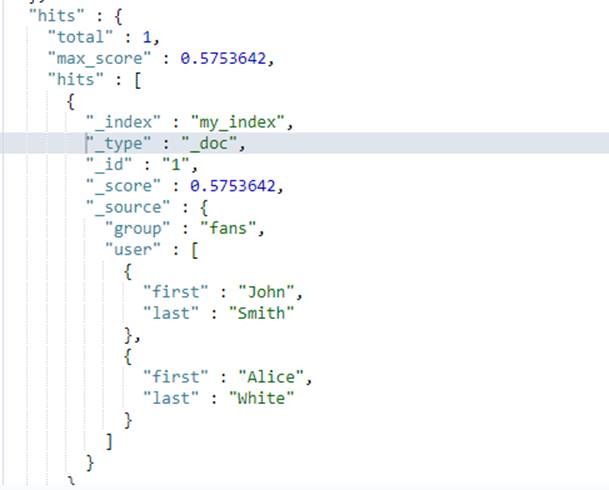 "hits" : {
"total" : 1,
"max_score" : 0.5753642,
"hits" : [
{
"_index" : "my_index",
"_type" : "_doc",
"_id" : "1",
"_score" : 0.5753642,
"_source" : {
"group" : "fans",
"user" : [
{
"first" : "John",
"last" : "Smith"
},
{
"first" : "Alice",
"last" : "White"
}
]
}